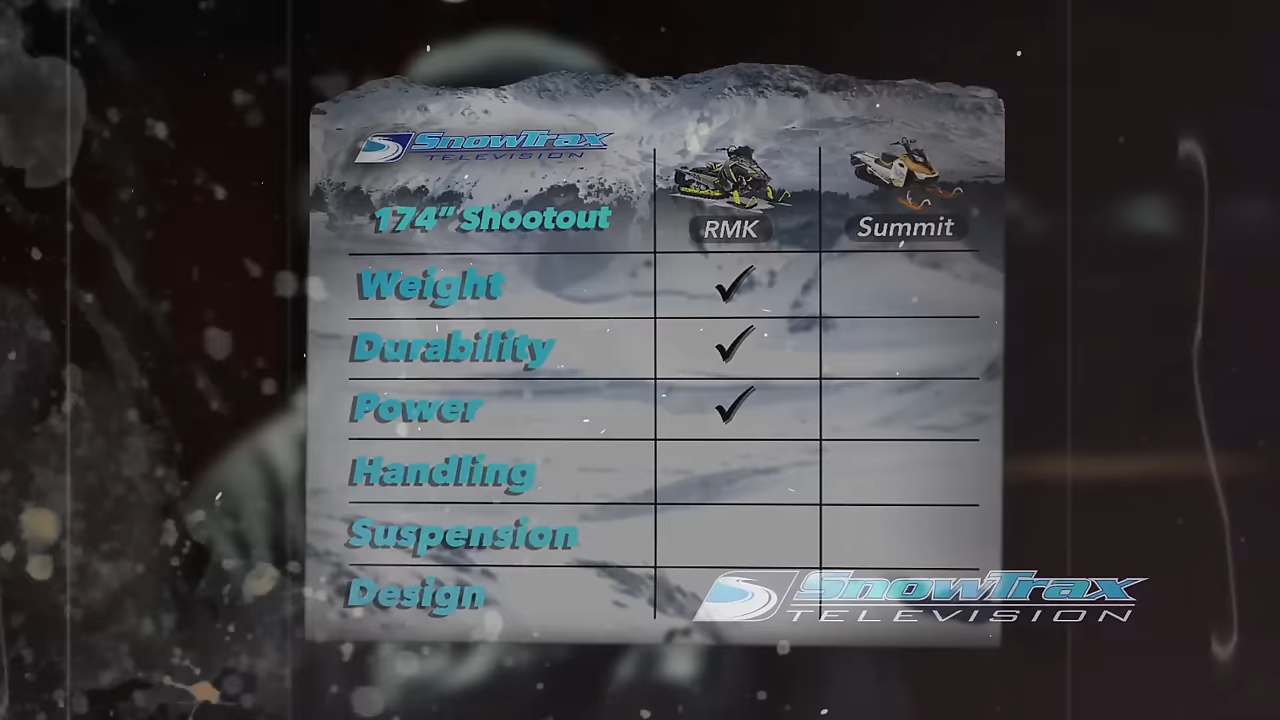 SnowTrax
TELEVISION
174" Shootout
RMK
Summit
Weight
Durability
Power
Handling
Suspension
Design
SnowTrax
TELEVISION